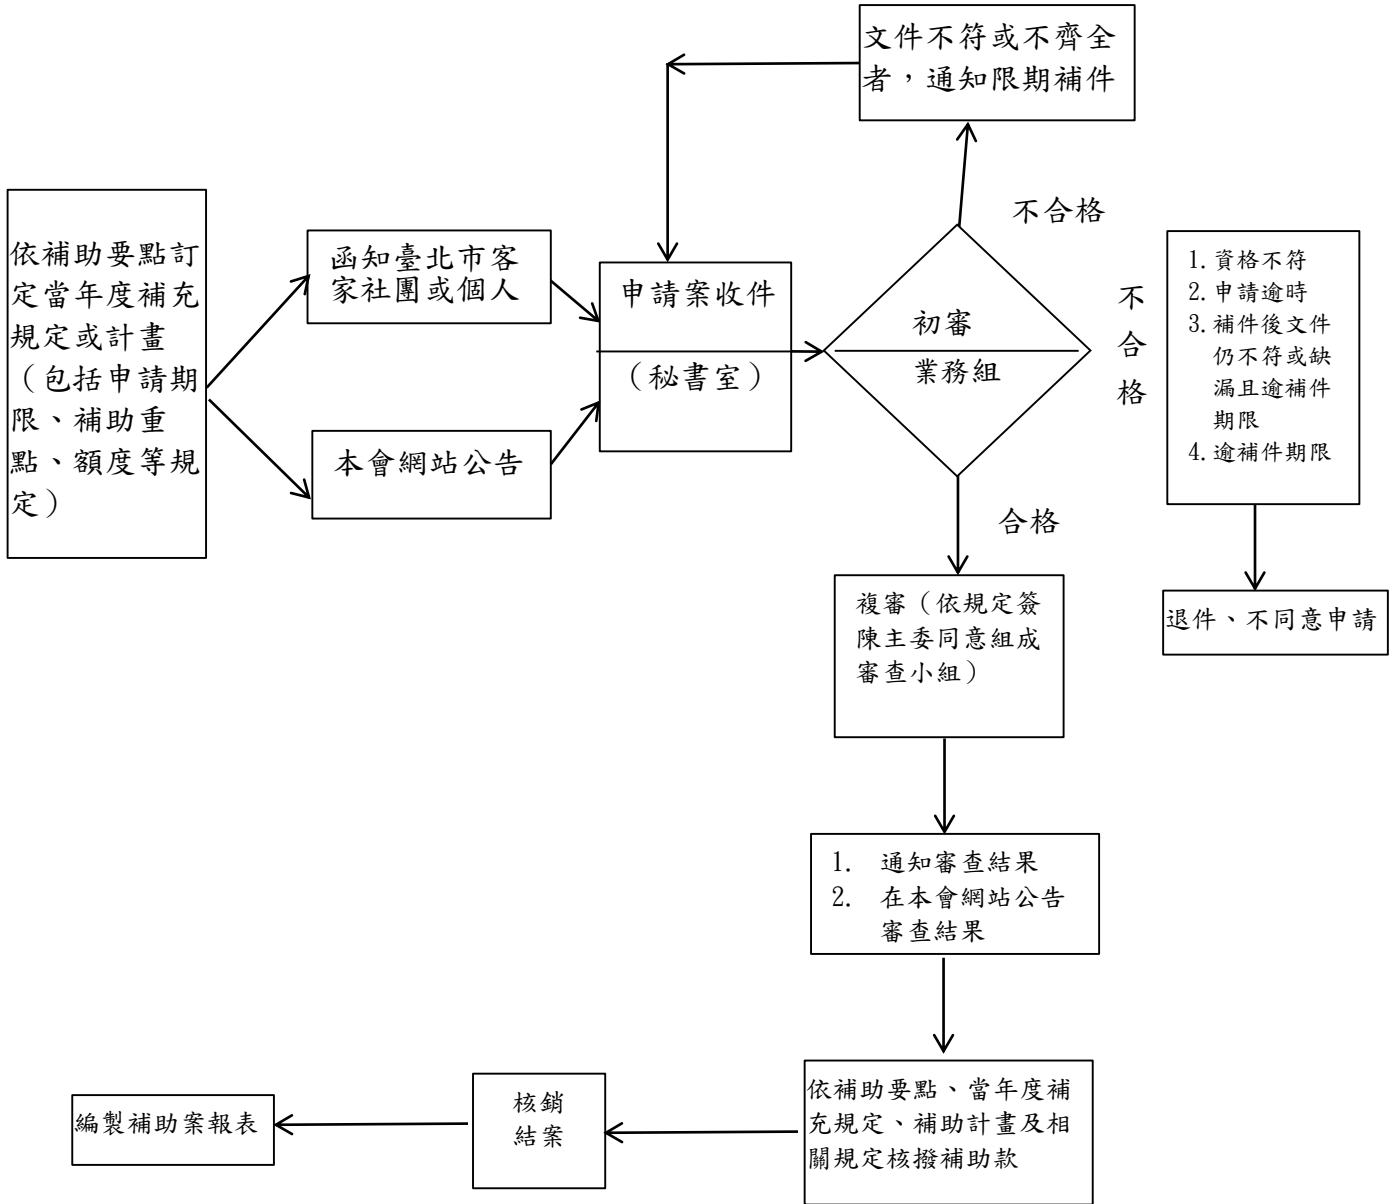 文件不符或不齊全
者，通知限期補件
不合格
依補助要點訂
定當年度補充
規定或計畫
（包括申請期
限、補助重
點、額度等規
定）
函知臺北市客
家社團或個人
本會網站公告
申請案收件
（秘書室）
初審
業務組
不
合
格
1. 資格不符
2. 申請逾時
3. 補件後文件
仍不符或缺
漏且逾補件
期限
4. 逾補件期限
合格
退件、不同意申請
複審（依規定簽
陳主委同意組成
審查小組）
1. 通知審查結果
2. 在本會網站公告
審查結果
依補助要點、當年度補
充規定、補助計畫及相
關規定核撥補助款
核銷
結案
編製補助案報表